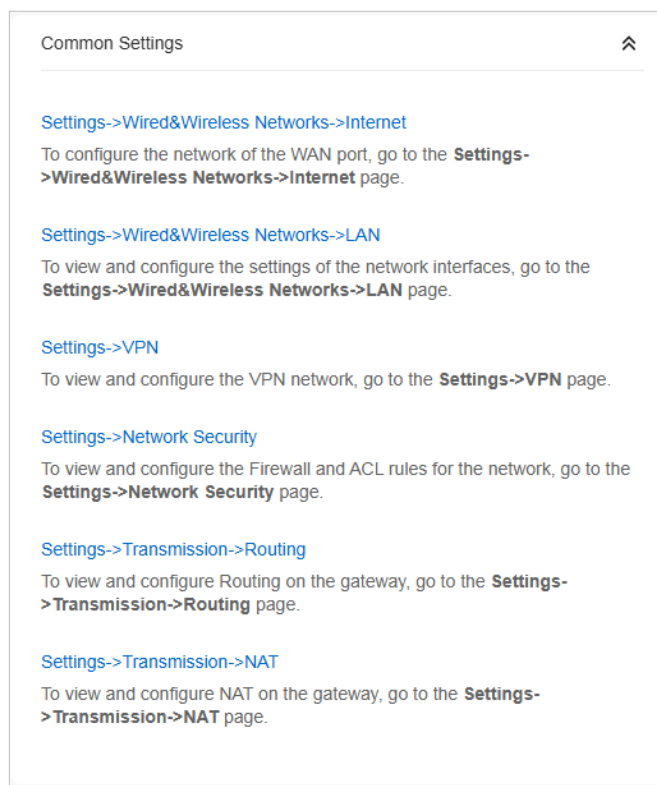 Common Settings
Settings->Wired&Wireless Networks->Internet
To configure the network of the WAN port, go to the Settings-
>Wired&Wireless Networks->Internet page.
Settings->Wired&Wireless Networks->LAN
To view and configure the settings of the network interfaces, go to the
Settings->Wired&Wireless Networks->LAN page.
Settings->VPN
To view and configure the VPN network, go to the Settings->VPN page.
Settings->Network Security
To view and configure the Firewall and ACL rules for the network, go to the
Settings->Network Security page.
Settings->Transmission->Routing
To view and configure Routing on the gateway, go to the Settings-
>Transmission->Routing page.
Settings->Transmission->NAT
To view and configure NAT on the gateway, go to the Settings-
>Transmission->NAT page.